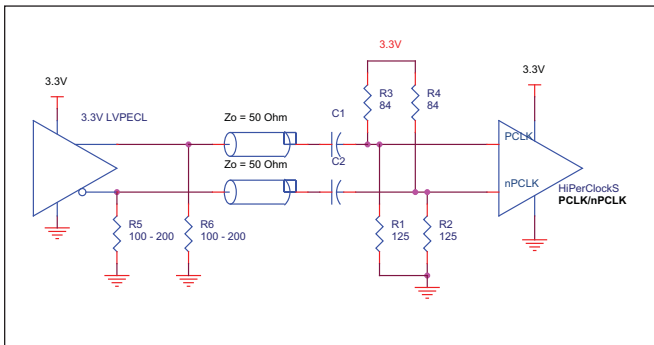 3.3V
3.3V
3.3V
3.3V LVPECL
R3
84
R4
84
Zo = 50 Ohm
C1
PCLK
Zo = 50 Ohm
C2
nPCLK
HiPerClockS
PCLK/nPCLK
R5
100 - 200
R6
100 - 200
R1
125
R2
125